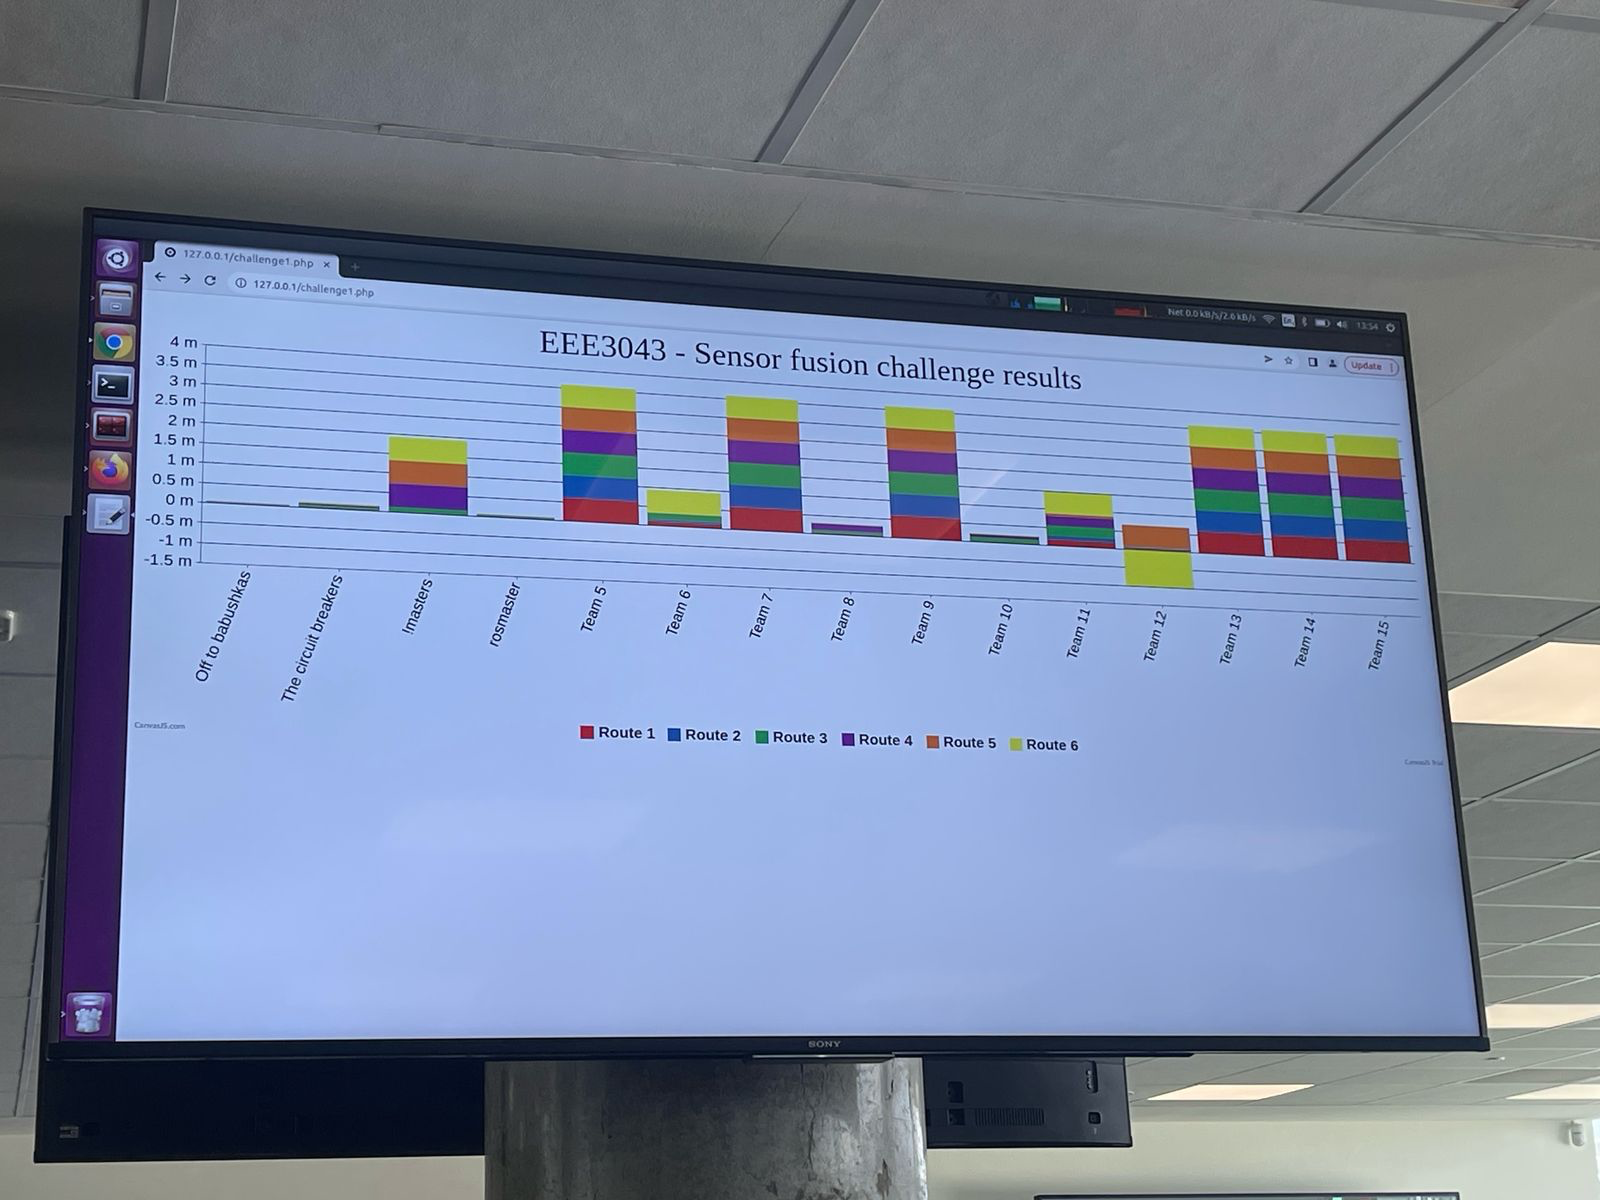 127.0.0.1/challenge1.php
127.0.0.1/challenge1.php
Net 0.0 kB/s/2.0 kB/s
En
13:54
Update
EEE3043 - Sensor fusion challenge results
4 m
3.5 m
3 m
2.5 m
2 m
1.5 m
1 m
0.5 m
0 m
-0.5 m
-1 m
-1.5 m
Off to babushkas
The circuit breakers
!masters
rosmaster
Team 5
Team 6
Team 7
Team 8
Team 9
Team 10
Team 11
Team 12
Team 13
Team 14
Team 15
CanvasJS.com
Route 1 Route 2 Route 3 Route 4 Route 5 Route 6
CanvasJS Trial
SONY